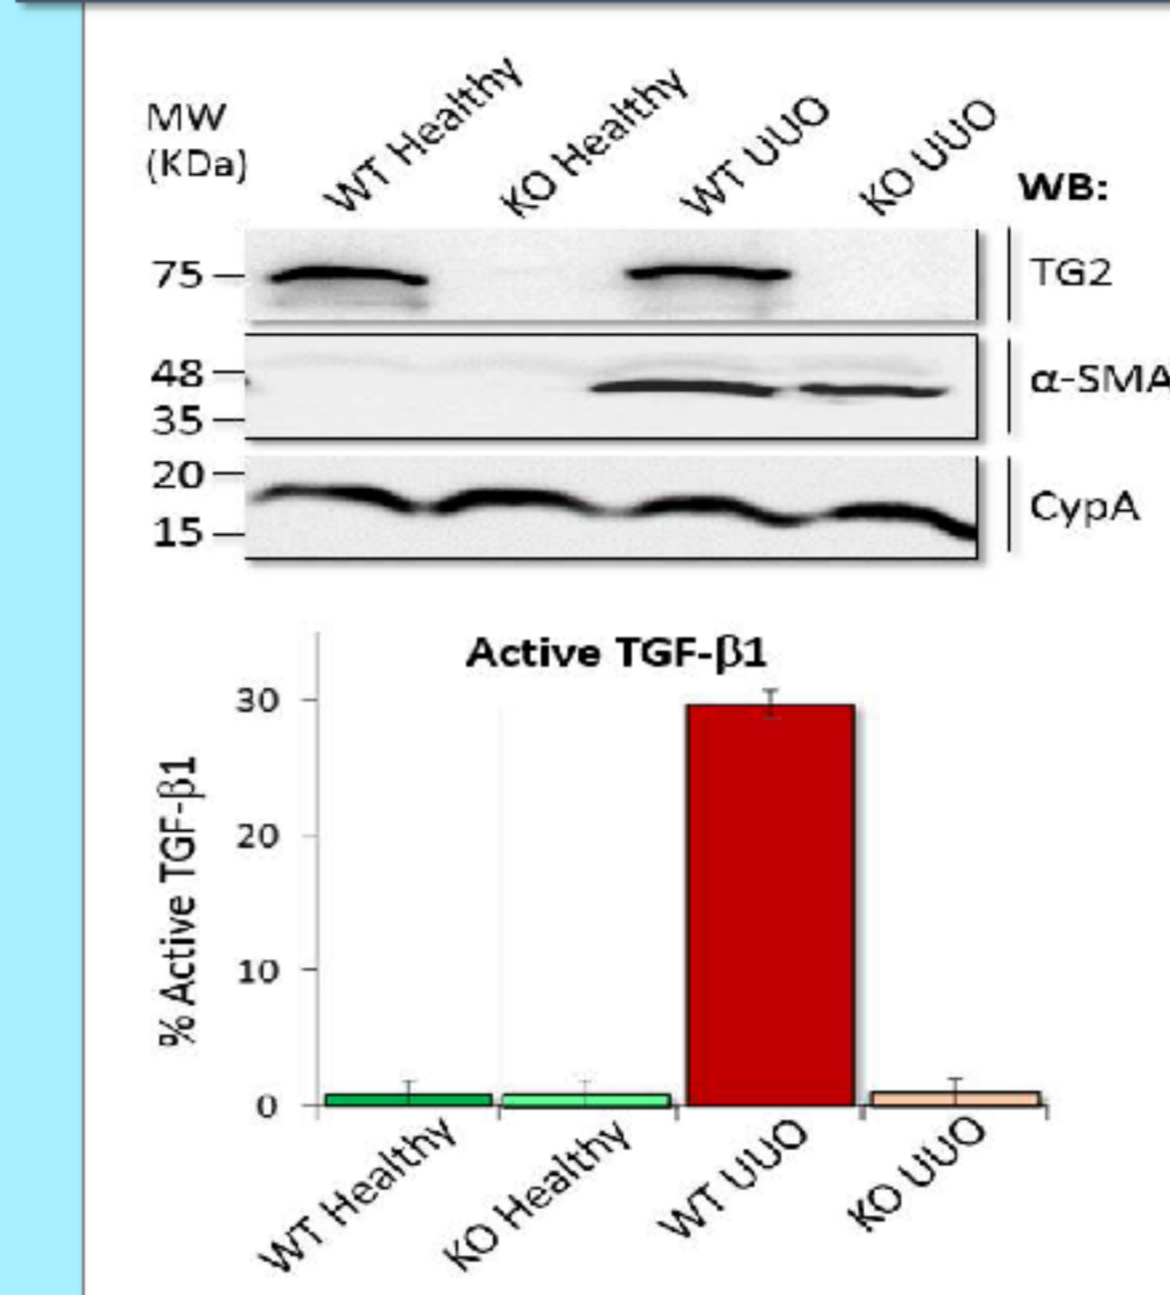 MW
(KDa)
WT Healthy
KO Healthy
WT UUO
KO UUO
WB:
75
TG2
48
35
α-SMA
20
15
CypA
Active TGF-β1
% Active TGF-β1
30
20
10
0
WT Healthy
KO Healthy
WT UUO
KO UUO